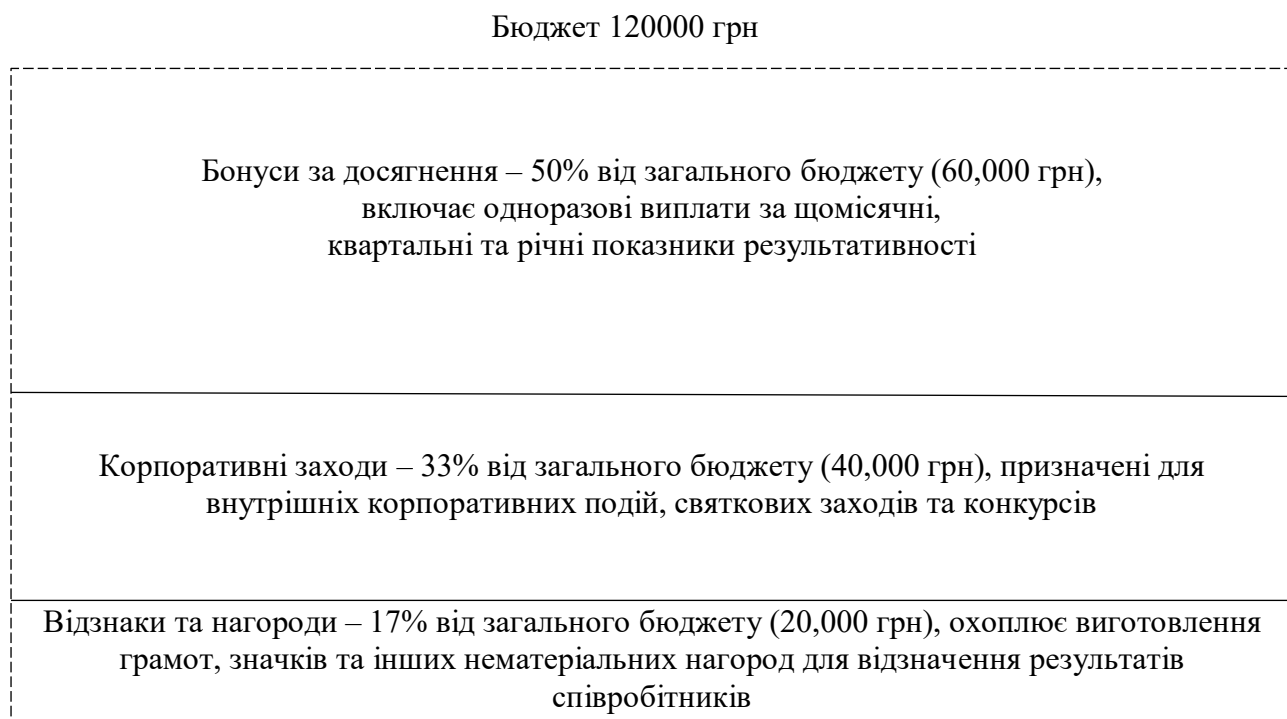 Бюджет 120000 грн
Бонуси за досягнення – 50% від загального бюджету (60,000 грн),
включає одноразові виплати за щомісячні,
квартальні та річні показники результативності
Корпоративні заходи – 33% від загального бюджету (40,000 грн), призначені для
внутрішніх корпоративних подій, святкових заходів та конкурсів
Відзнаки та нагороди – 17% від загального бюджету (20,000 грн), охоплює виготовлення
грамот, значків та інших нематеріальних нагород для відзначення результатів
співробітників